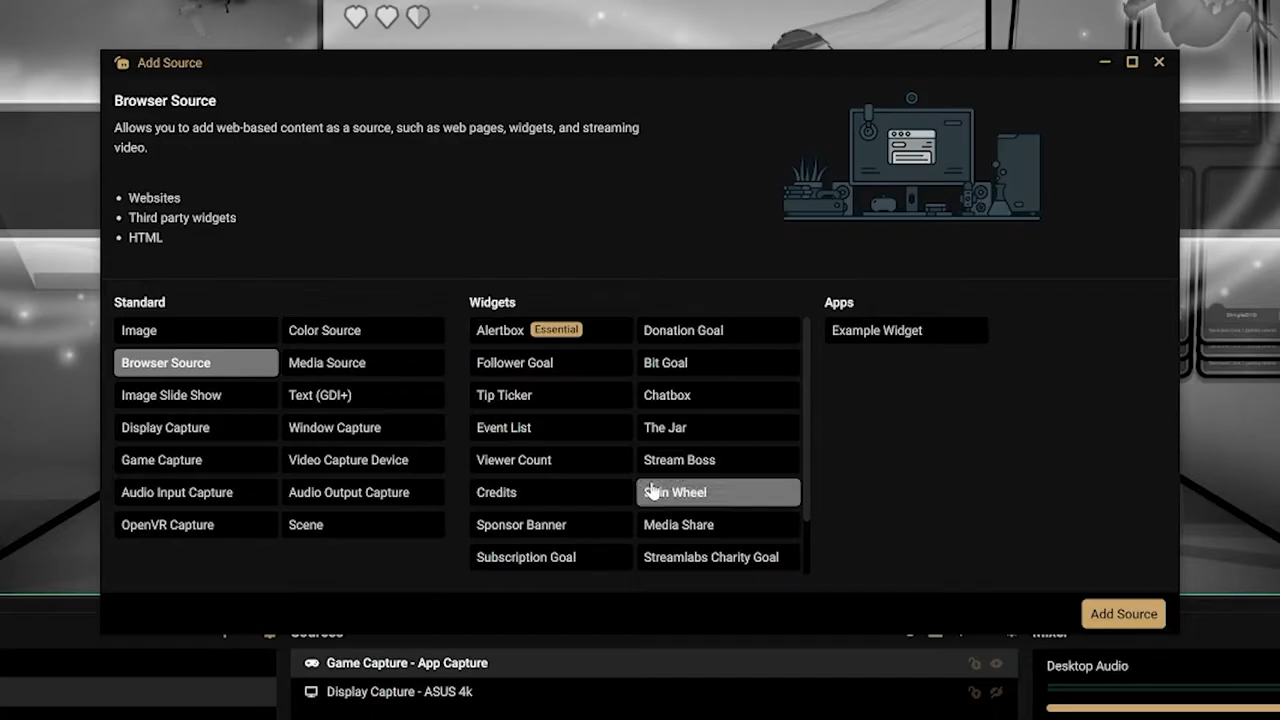 Add Source
Browser Source
Allows you to add web-based content as a source, such as web pages, widgets, and streaming
video.
• Websites
• Third party widgets
• HTML
Standard
Image
Color Source
Browser Source
Media Source
Image Slide Show
Text (GDI+)
Display Capture
Window Capture
Game Capture
Video Capture Device
Audio Input Capture
Audio Output Capture
OpenVR Capture
Scene
Widgets
Alertbox Essential
Donation Goal
Follower Goal
Bit Goal
Tip Ticker
Chatbox
Event List
The Jar
Viewer Count
Stream Boss
Credits
Spin Wheel
Sponsor Banner
Media Share
Subscription Goal
Streamlabs Charity Goal
Apps
Example Widget
Add Source
Sources
Mixer
Game Capture - App Capture
Display Capture - ASUS 4k
Desktop Audio